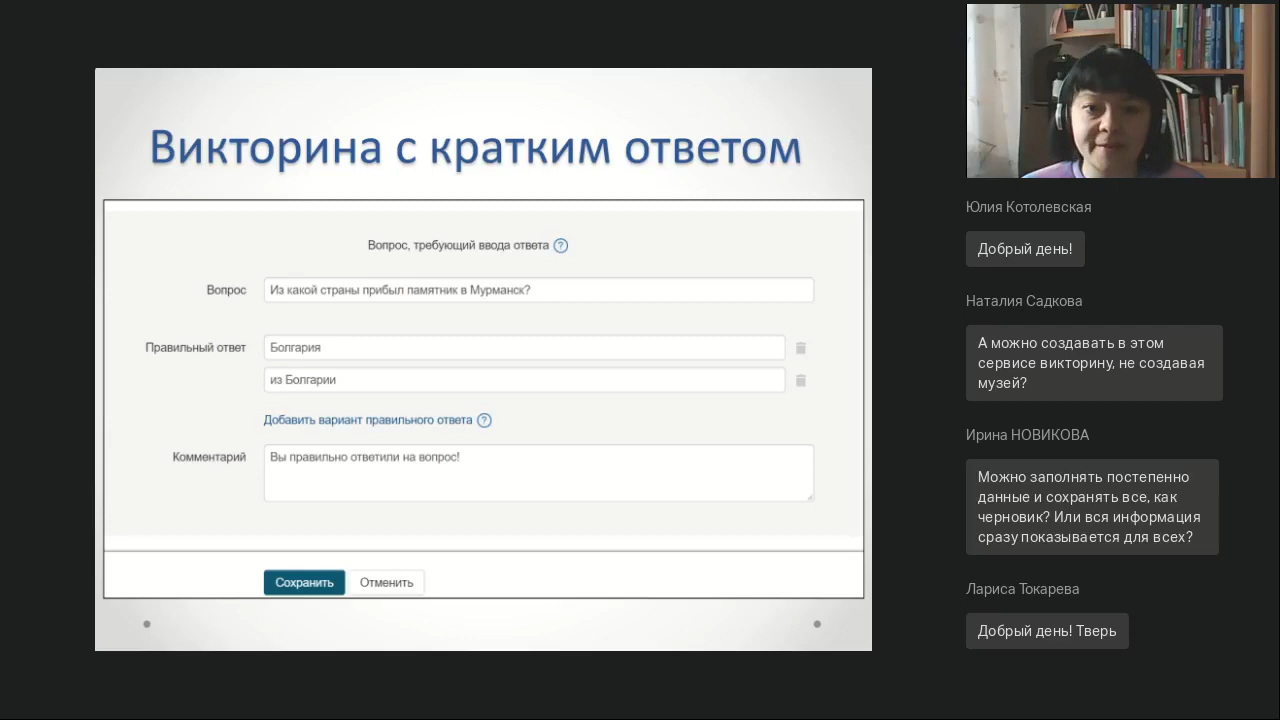 Викторина с кратким ответом
Вопрос, требующий ввода ответа ?
Вопрос
Из какой страны прибыл памятник в Мурманск?
Правильный ответ
Болгария
из Болгарии
Добавить вариант правильного ответа ?
Комментарий
Вы правильно ответили на вопрос!
Сохранить
Отменить
Юлия Котолевская
Добрый день!
Наталия Садкова
А можно создавать в этом
сервисе викторину, не создавая
музей?
Ирина НОВИКОВА
Можно заполнять постепенно
данные и сохранять все, как
черновик? Или вся информация
сразу показывается для всех?
Лариса Токарева
Добрый день! Тверь